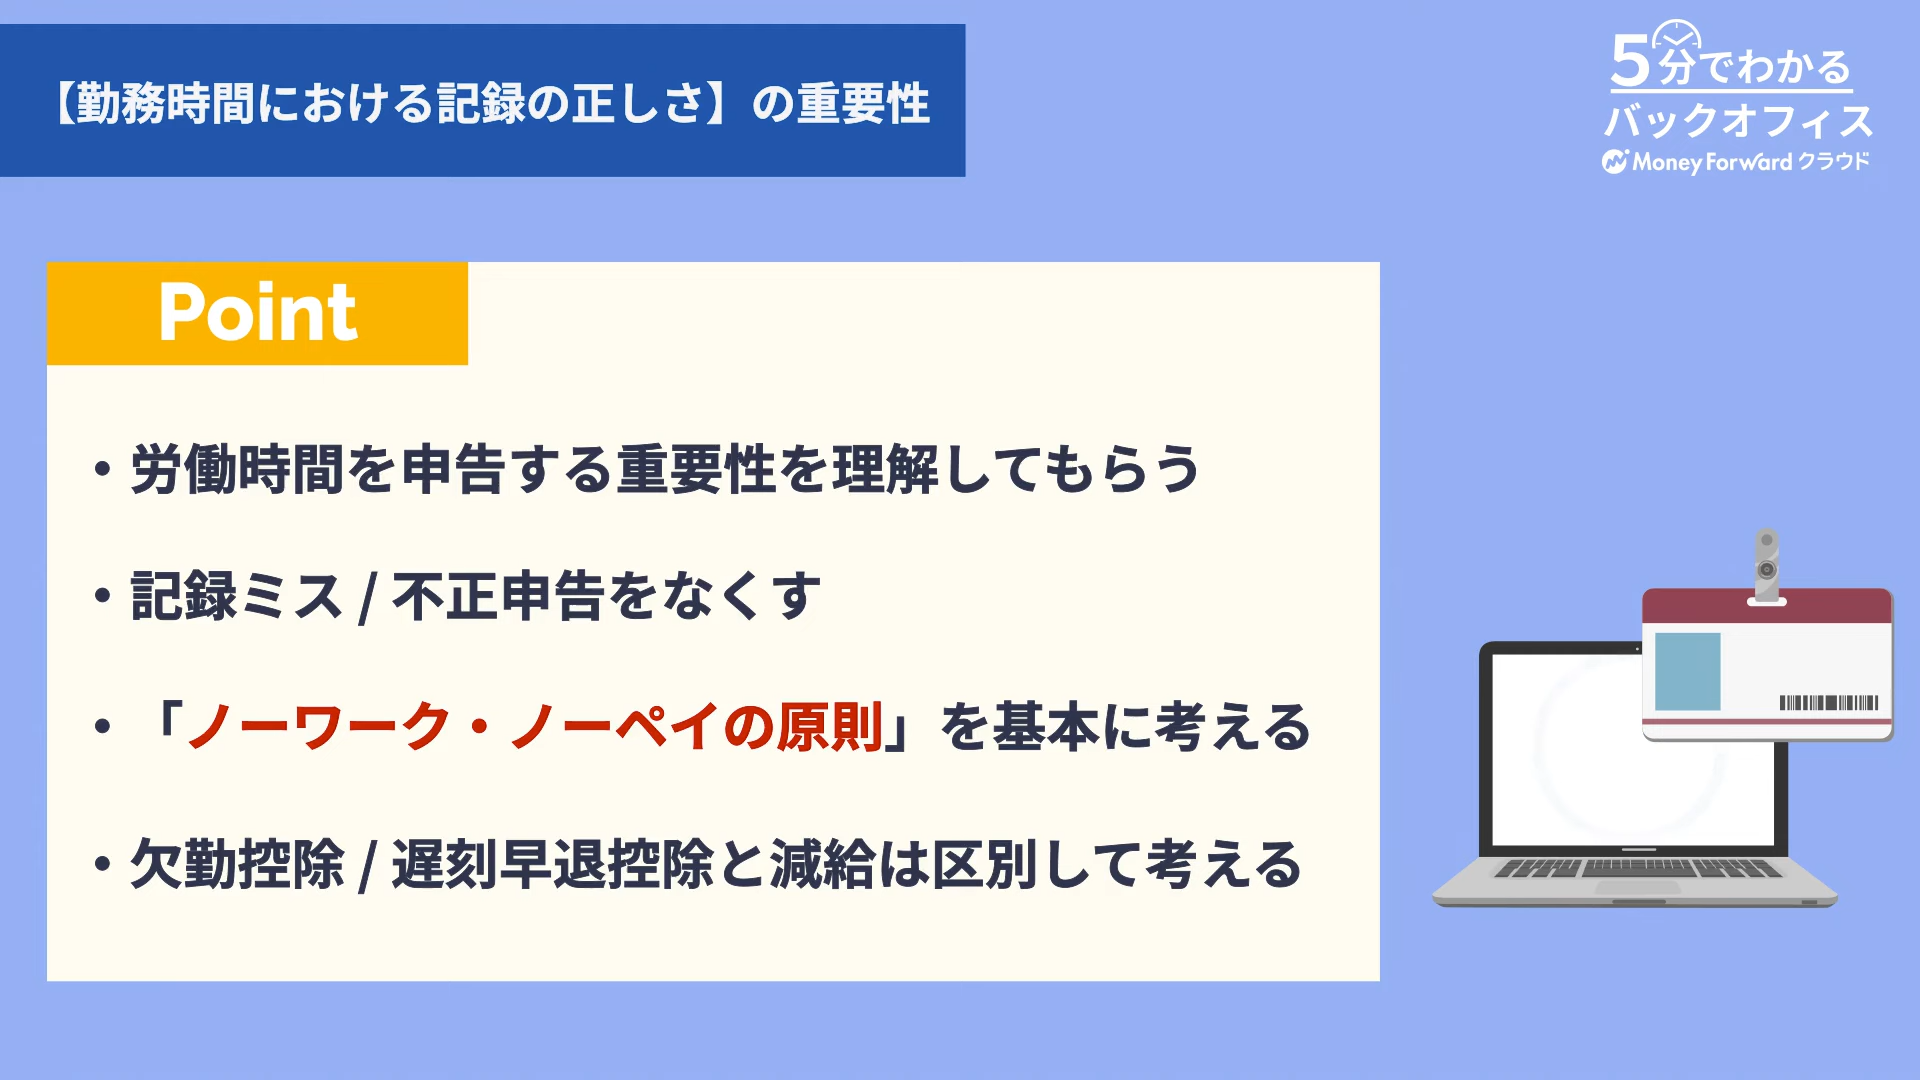 【勤務時間における記録の正しさ】の重要性
5分でわかる
バックオフィス
Money Forward クラウド
Point
・労働時間を申告する重要性を理解してもらう
・記録ミス / 不正申告をなくす
・「ノーワーク・ノーペイの原則」を基本に考える
・欠勤控除 / 遅刻早退控除と減給は区別して考える